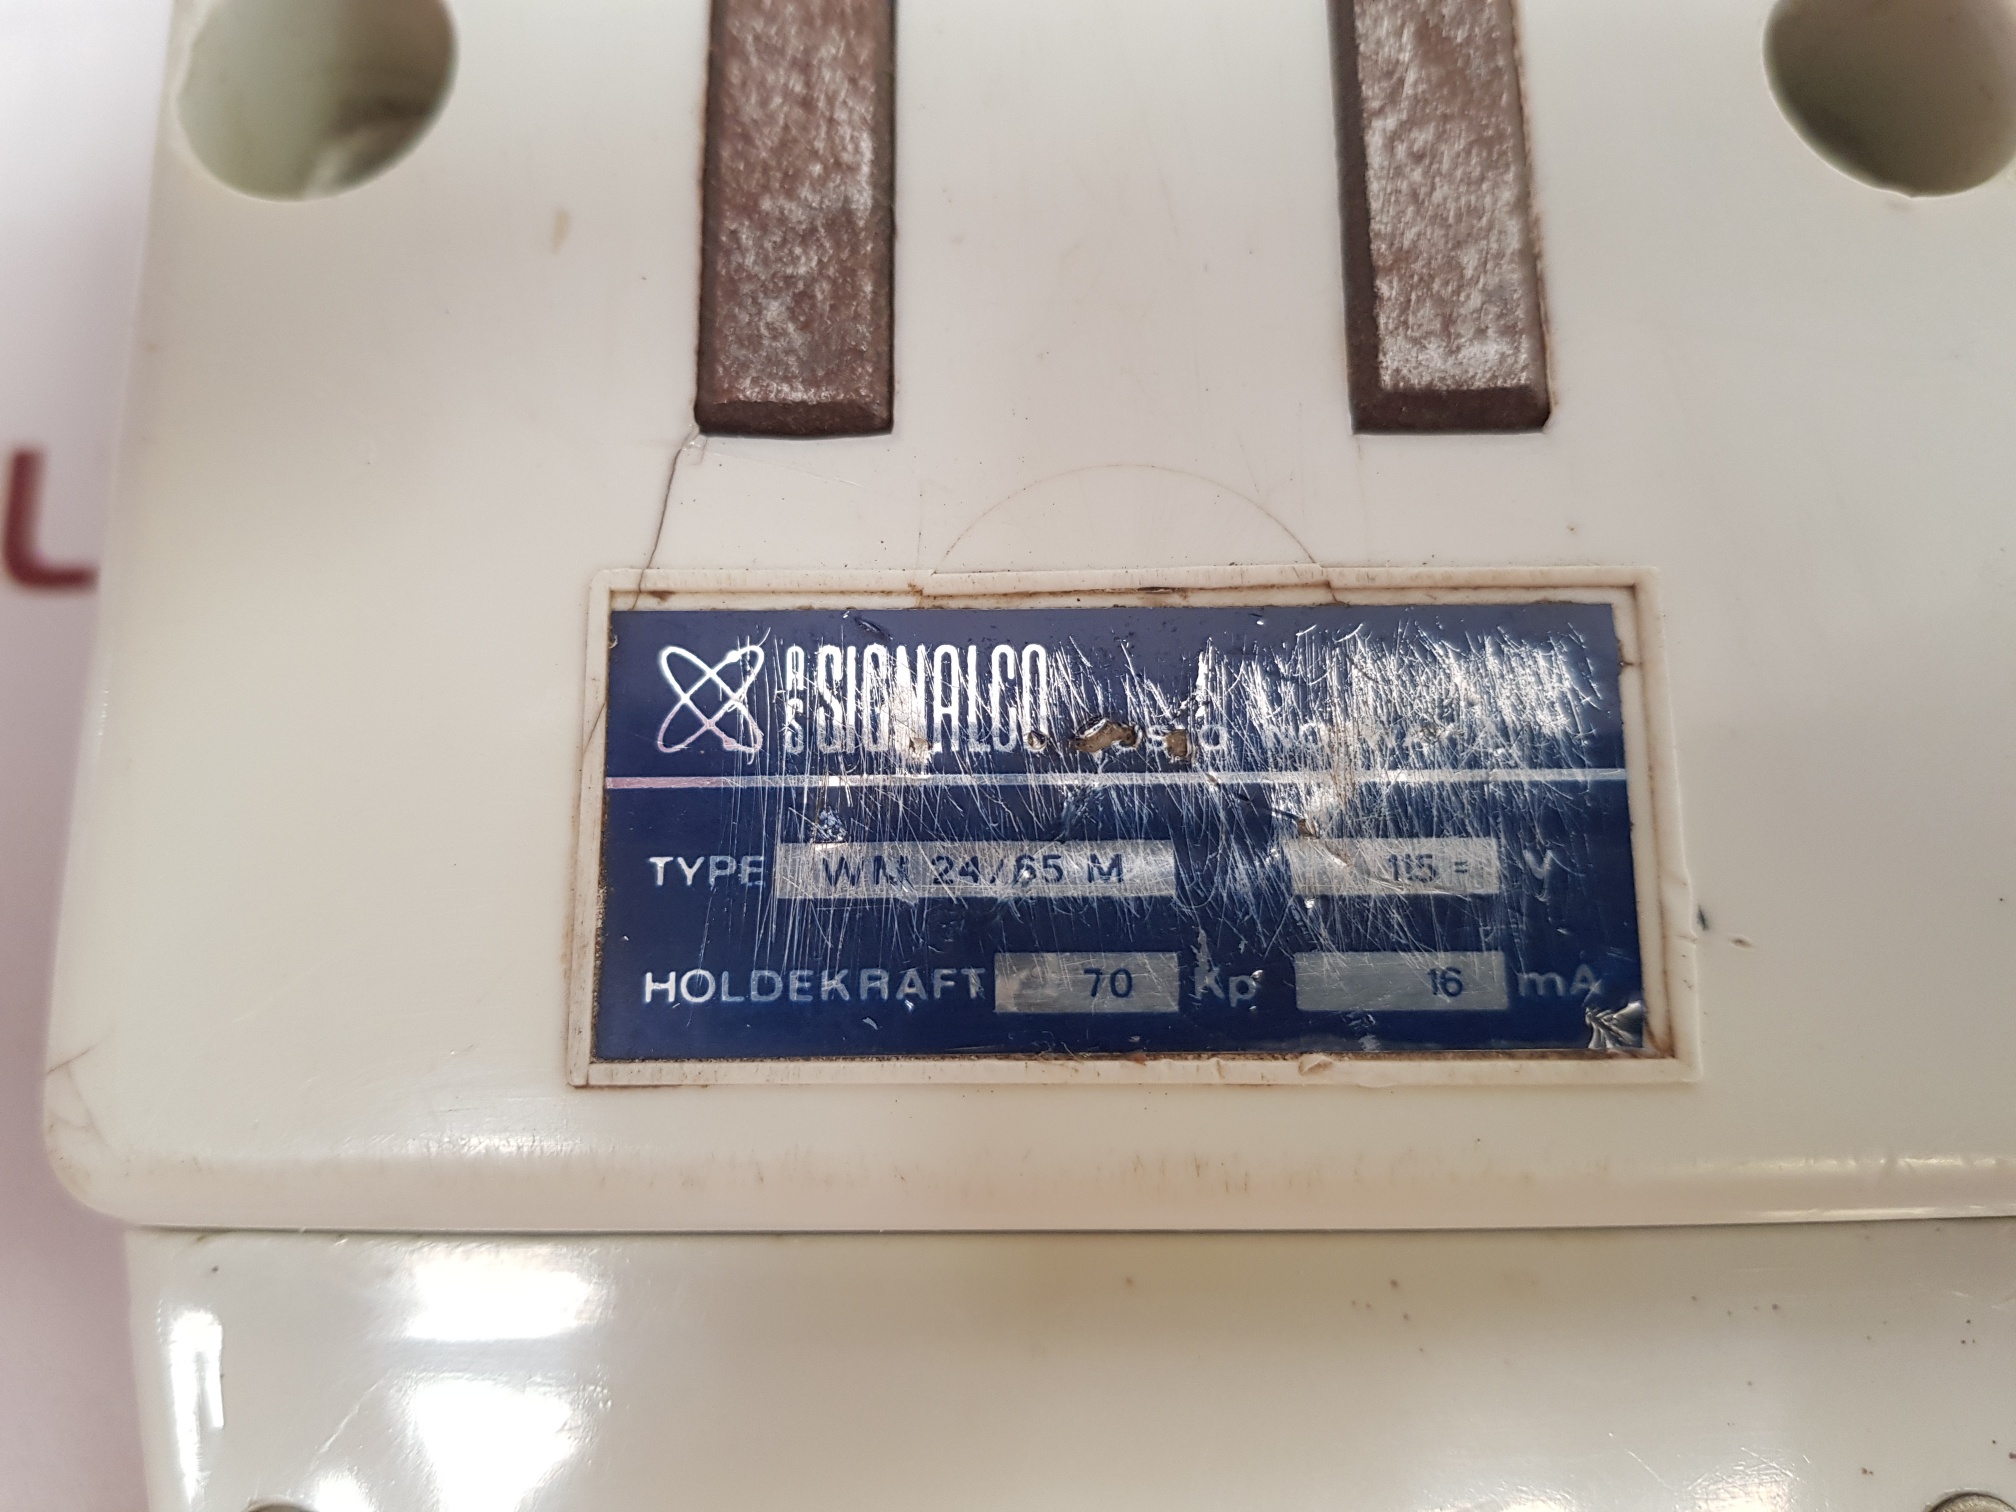 A/S SIGNALCO
TYPE WM 24/65 M 115 = V
HOLDEKRAFT 70 Kp 16 mA